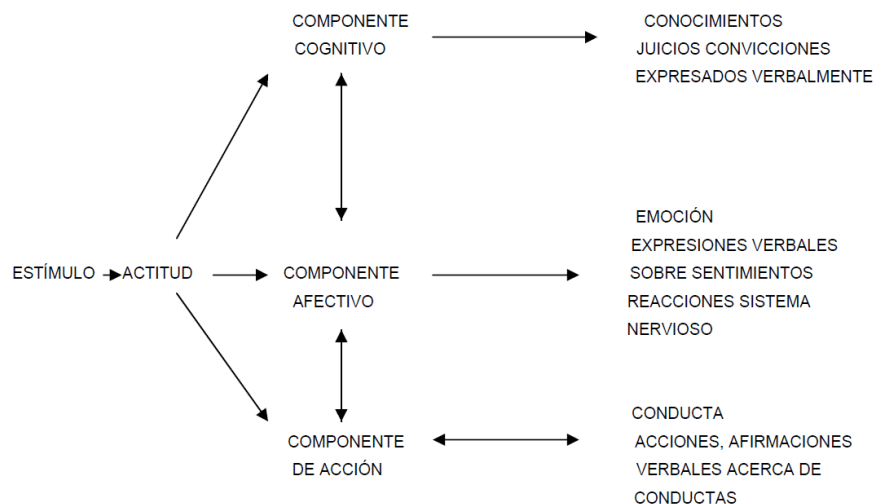 COMPONENTE
COGNITIVO
CONOCIMIENTOS
JUICIOS CONVICCIONES
EXPRESADOS VERBALMENTE
ESTÍMULO
ACTITUD
COMPONENTE
AFECTIVO
EMOCIÓN
EXPRESIONES VERBALES
SOBRE SENTIMIENTOS
REACCIONES SISTEMA
NERVIOSO
COMPONENTE
DE ACCIÓN
CONDUCTA
ACCIONES, AFIRMACIONES
VERBALES ACERCA DE
CONDUCTAS